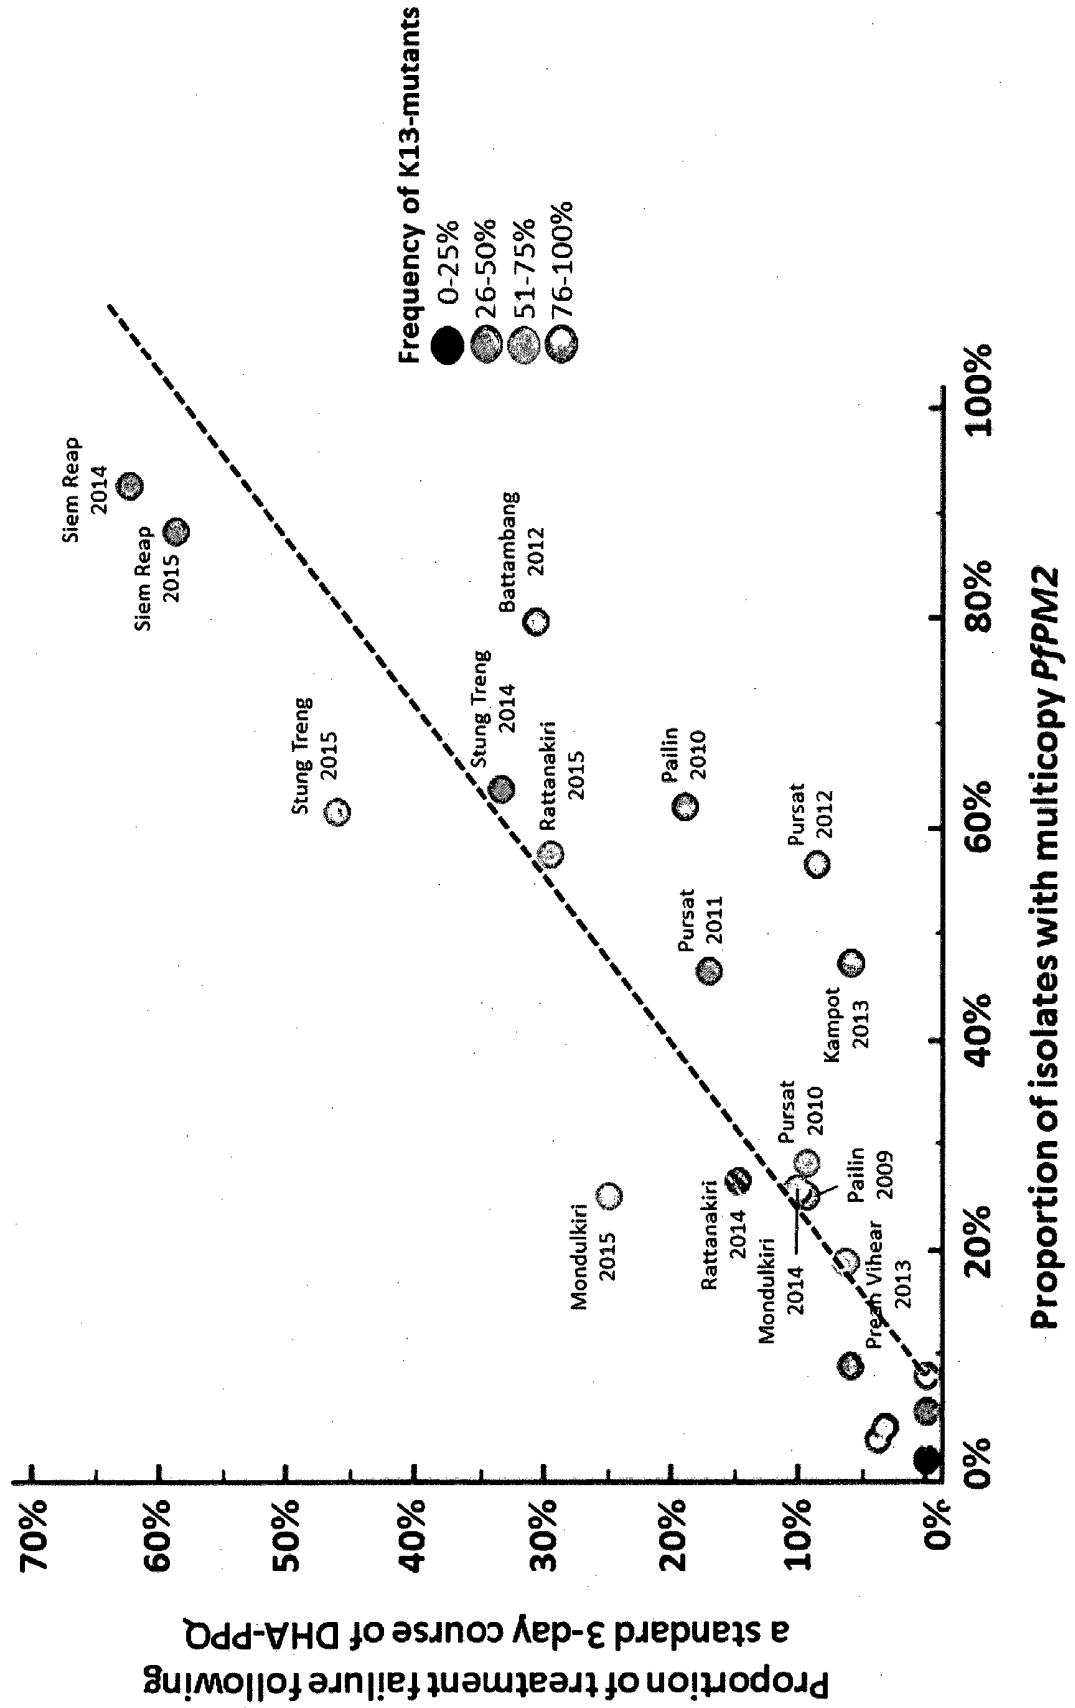 Proportion of treatment failure following
a standard 3-day course of DHA-PPQ
70%
60%
50%
40%
30%
20%
10%
0%
Siem Reap
2014
Siem Reap
2015
Stung Treng
2015
Stung Treng
2014
Battambang
2012
Rattanakiri
2015
Mondulkiri
2015
Pailin
2010
Pursat
2011
Pursat
2012
Rattanakiri
2014
Mondulkiri
2014
Pursat
2010
Kampot
2013
Pailin
2009
Preah Vihear
2013
Frequency of K13-mutants
0-25%
26-50%
51-75%
76-100%
0%
20%
40%
60%
80%
100%
Proportion of isolates with multicopy PfPM2